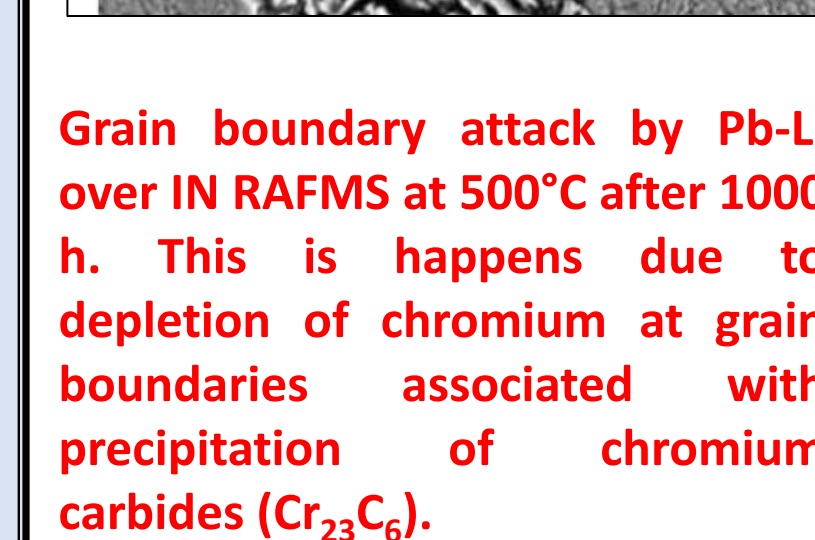 Grain boundary attack by Pb-L
over IN RAFMS at 500°C after 1000
h. This is happens due to
depletion of chromium at grain
boundaries associated with
precipitation of chromium
carbides (Cr₂₃C₆).